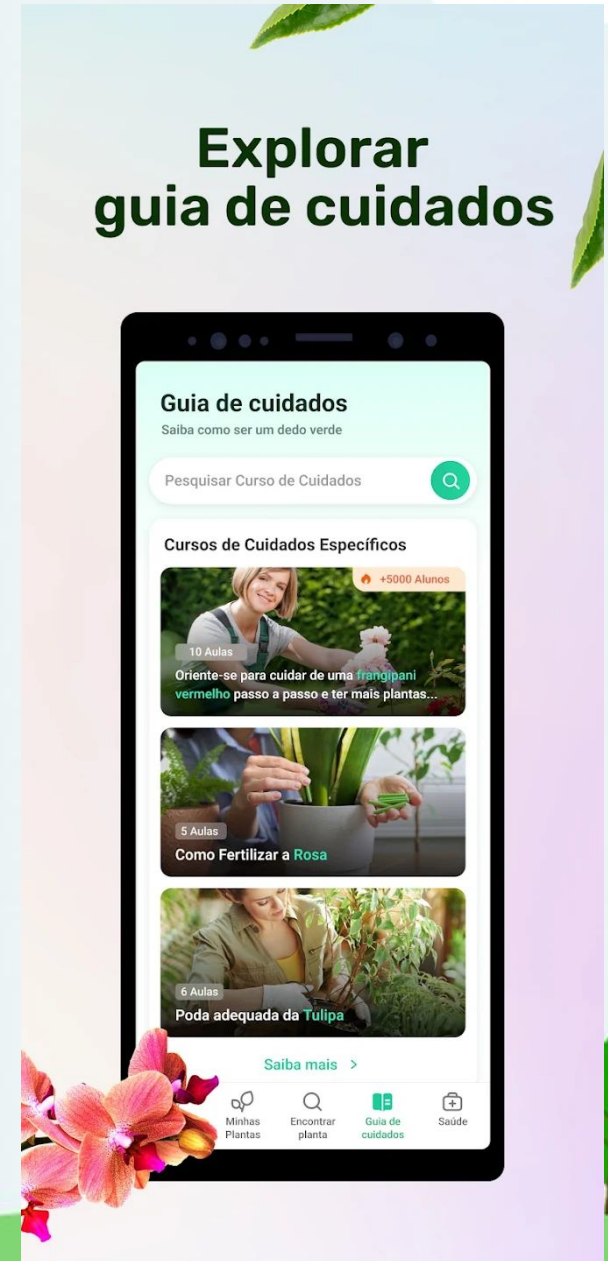 Explorar
guia de cuidados
Guia de cuidados
Saiba como ser um dedo verde
Pesquisar Curso de Cuidados
Cursos de Cuidados Específicos
+5000 Alunos
10 Aulas
Oriente-se para cuidar de uma frangipani
vermelho passo a passo e ter mais plantas...
5 Aulas
Como Fertilizar a Rosa
6 Aulas
Poda adequada da Tulipa
Saiba mais >
Minhas
Plantas
Encontrar
planta
Guia de
cuidados
Saúde